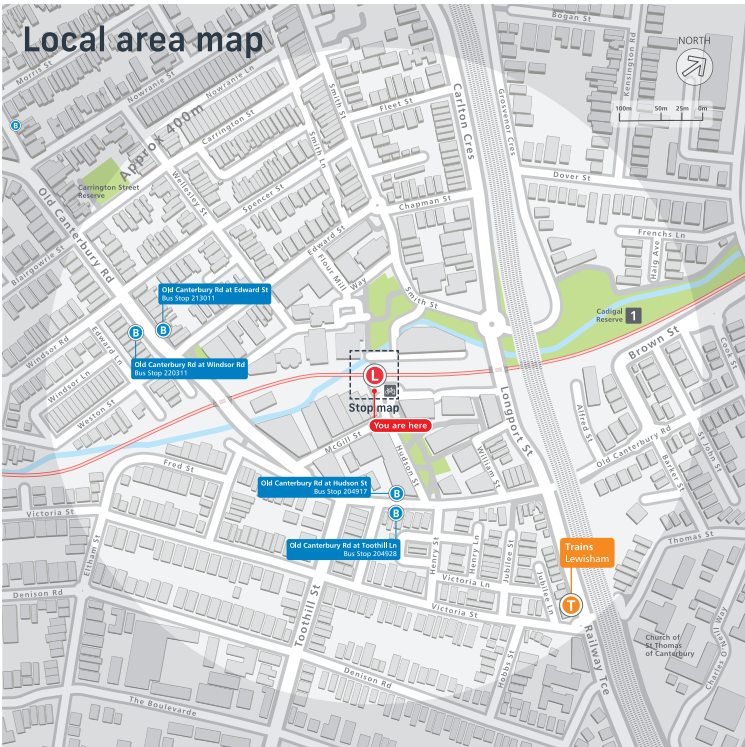 Local area map
Bogan St
Kensington Rd
NORTH
Morris St
Nowranie St
Nowranie Ln
Smith St
Fleet St
Carlton Cres
Grosvenor Cres
100m 50m 25m 0m
Approx 400m
Carrington St
B
Smith Ln
Carrington Street
Reserve
Wellesley St
Spencer St
Chapman St
Dover St
Old Canterbury Rd
Blairgowrie St
Edward St
Flour Mill
Way
Frenchs Ln
Haig Ave
Smith St
Old Canterbury Rd at Edward St
Bus Stop 213011
Cadigal
Reserve
1
B
B
Edward Ln
Windsor Rd
Old Canterbury Rd at Windsor Rd
Bus Stop 220311
Brown St
Cook St
Windsor Ln
Weston St
L
Stop map
You are here
Longport St
Alfred St
McGill St
Hudson St
William St
Old Canterbury Rd
St John St
Barker St
Fred St
Old Canterbury Rd at Hudson St
Bus Stop 204917
B
Victoria St
B
Old Canterbury Rd at Toothill Ln
Bus Stop 204928
Eltham St
Henry St
Henry Ln
Jubilee St
Thomas St
Trains
Lewisham
Victoria Ln
Jubilee Ln
Denison Rd
Victoria St
T
Toothill St
Railway Tce
Church of
St Thomas
of Canterbury
Charles O'Neill Way
Hobbs St
Denison Rd
The Boulevarde